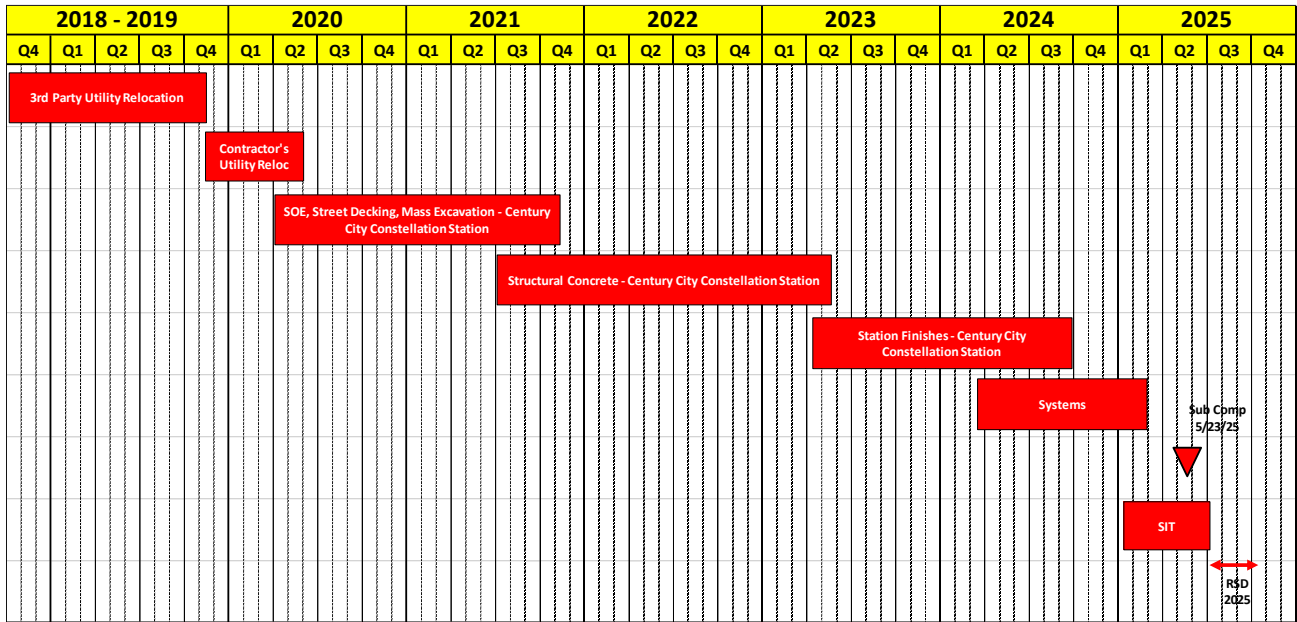 2018 - 2019 2020 2021 2022 2023 2024 2025
Q4 Q1 Q2 Q3 Q4 Q1 Q2 Q3 Q4 Q1 Q2 Q3 Q4 Q1 Q2 Q3 Q4 Q1 Q2 Q3 Q4 Q1 Q2 Q3 Q4 Q1 Q2 Q3 Q4
3rd Party Utility Relocation
Contractor's
Utility Reloc
SOE, Street Decking, Mass Excavation - Century
City Constellation Station
Structural Concrete - Century City Constellation Station
Station Finishes - Century City
Constellation Station
Systems
Sub Comp
5/23/25
SIT
RSD
2025